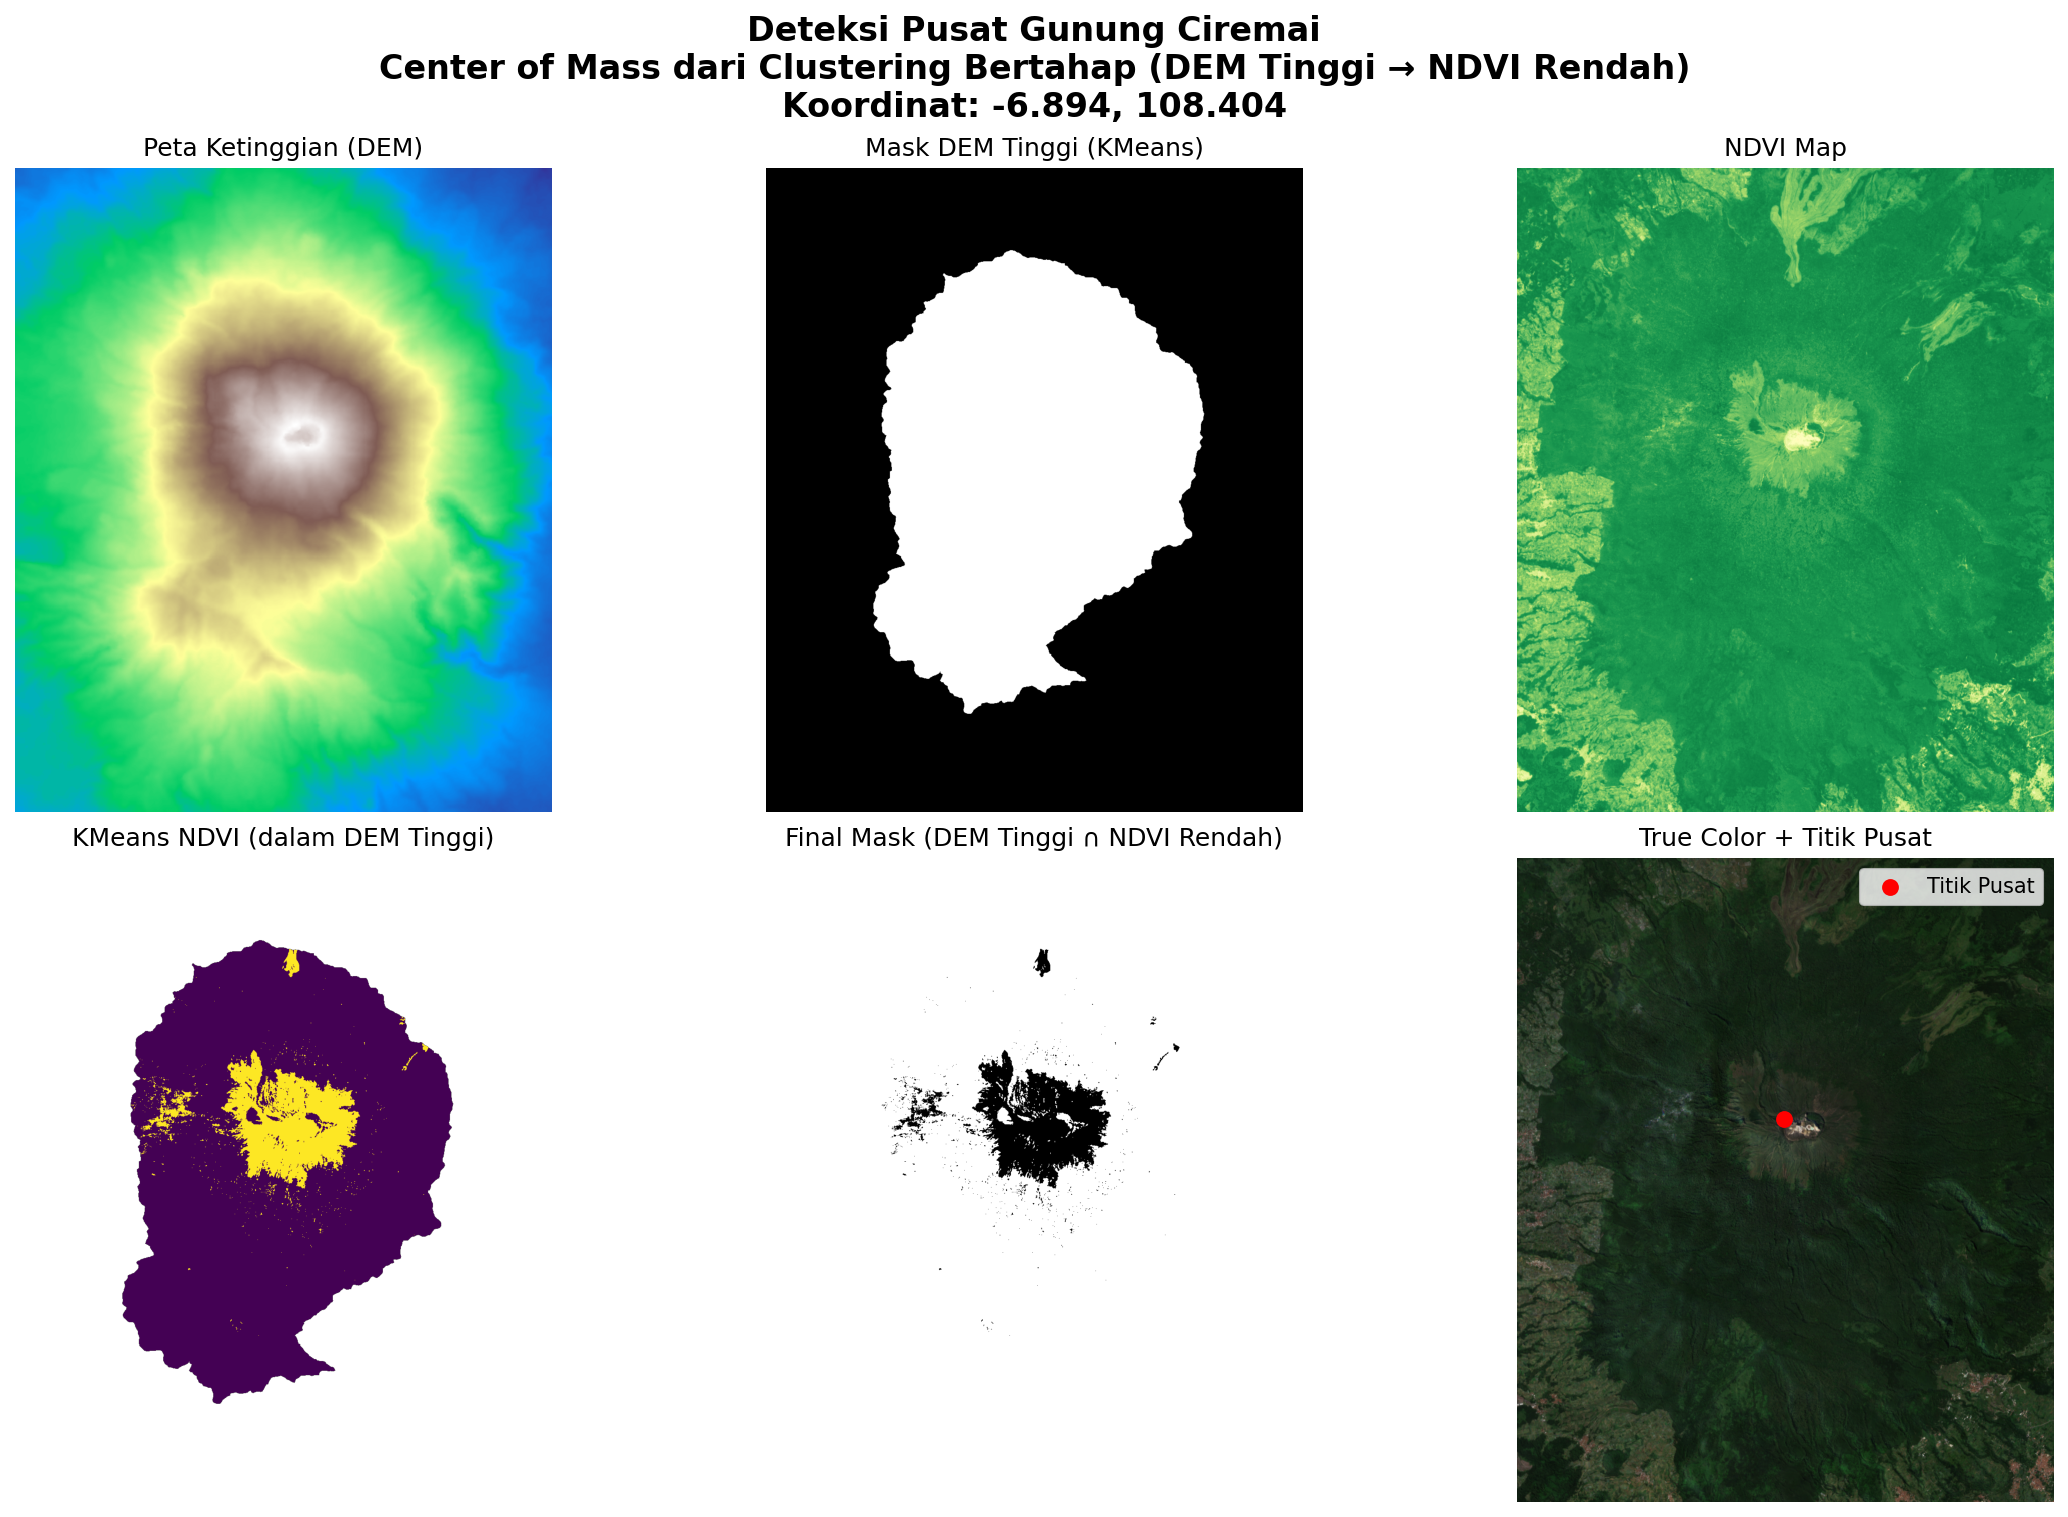 Deteksi Pusat Gunung Ciremai
Center of Mass dari Clustering Bertahap (DEM Tinggi → NDVI Rendah)
Koordinat: -6.894, 108.404
Peta Ketinggian (DEM)
Mask DEM Tinggi (KMeans)
NDVI Map
KMeans NDVI (dalam DEM Tinggi)
Final Mask (DEM Tinggi ∩ NDVI Rendah)
True Color + Titik Pusat
Titik Pusat